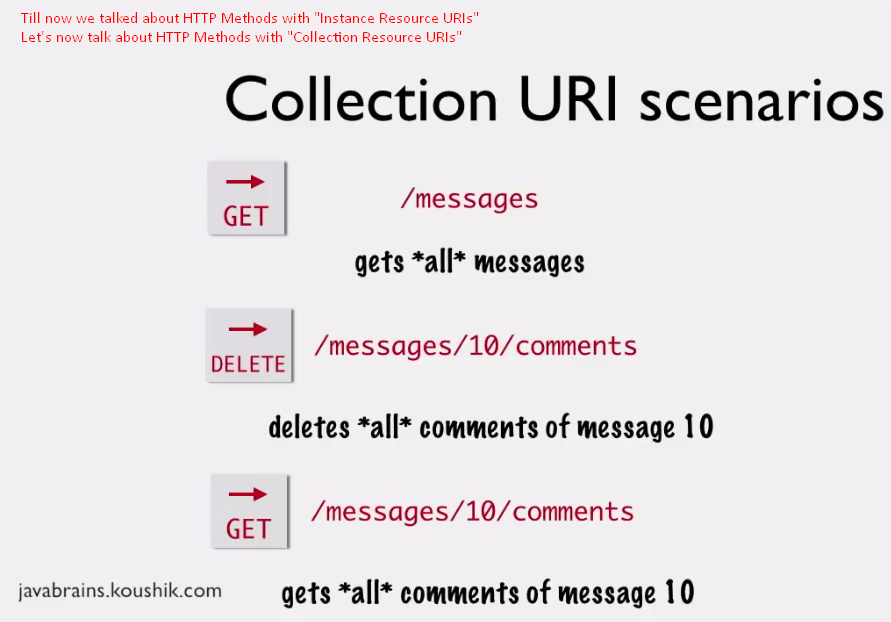 Till now we talked about HTTP Methods with "Instance Resource URIs"
Let's now talk about HTTP Methods with "Collection Resource URIs"
Collection URI scenarios
GET
/messages
gets *all* messages
DELETE
/messages/10/comments
deletes *all* comments of message 10
GET
/messages/10/comments
gets *all* comments of message 10
javabrains.koushik.com